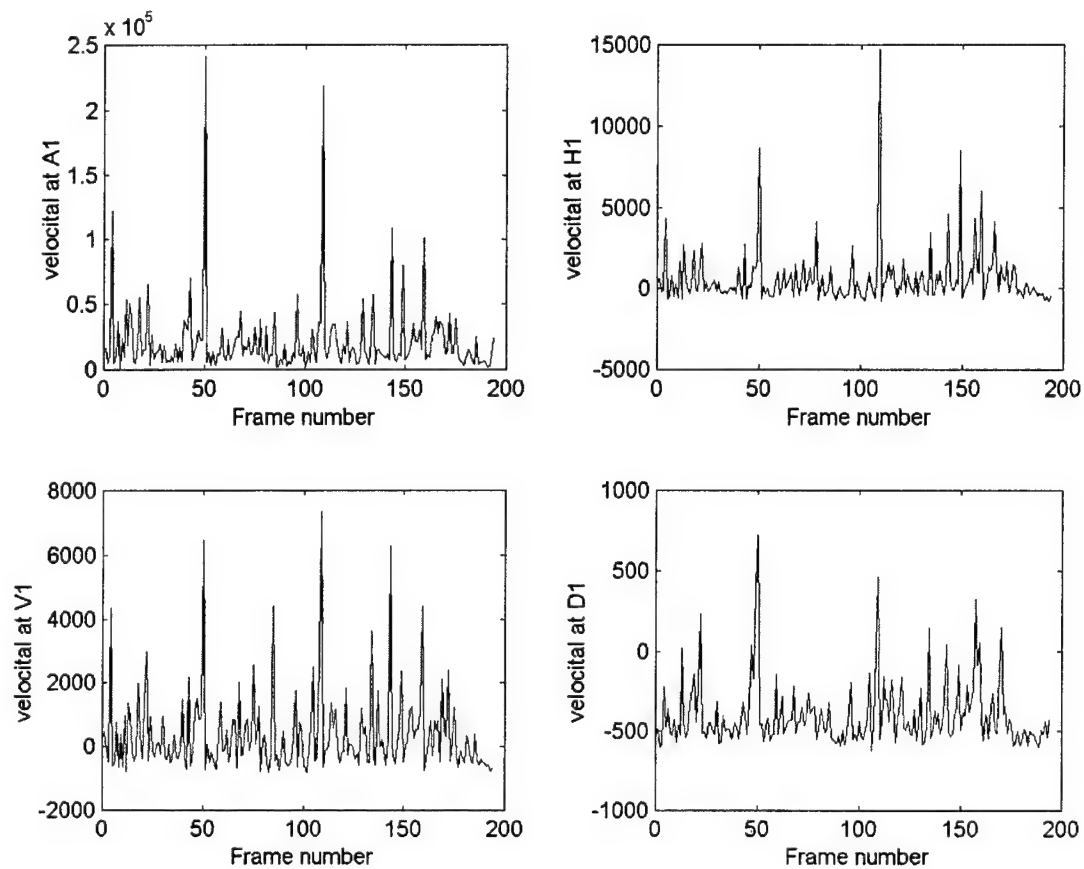 x 10^5
2.5
2
1.5
1
0.5
0
0 50 100 150 200
velocital at A1
Frame number
15000
10000
5000
0
-5000
0 50 100 150 200
velocital at H1
Frame number
8000
6000
4000
2000
0
-2000
0 50 100 150 200
velocital at V1
Frame number
1000
500
0
-500
-1000
0 50 100 150 200
velocital at D1
Frame number